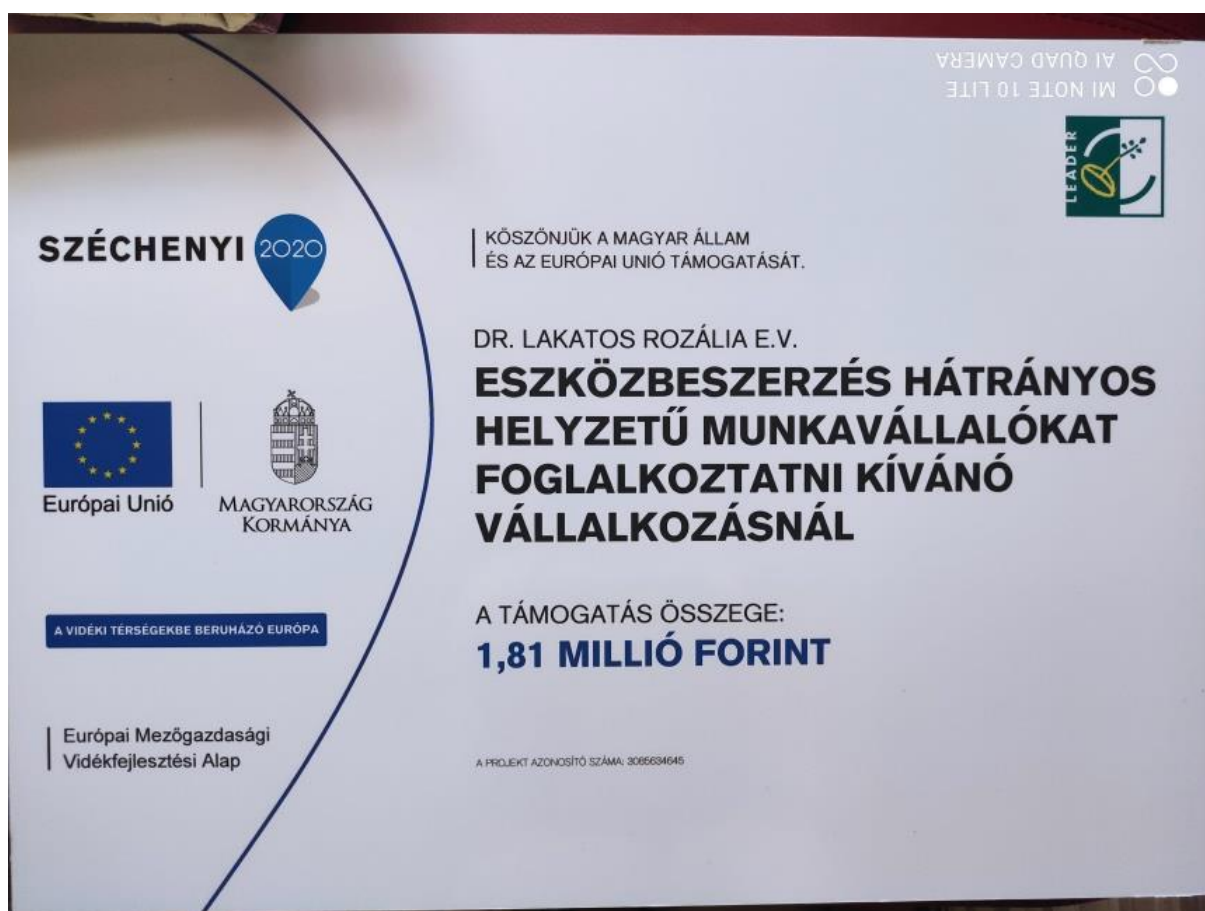 MI NOTE 10 LITE
AI QUAD CAMERA
LEADER
SZÉCHENYI 2020
KÖSZÖNJÜK A MAGYAR ÁLLAM
ÉS AZ EURÓPAI UNIÓ TÁMOGATÁSÁT.
DR. LAKATOS ROZÁLIA E.V.
ESZKÖZBESZERZÉS HÁTRÁNYOS
HELYZETŰ MUNKAVÁLLALÓKAT
FOGLALKOZTATNI KÍVÁNÓ
VÁLLALKOZÁSNÁL
Európai Unió
MAGYARORSZÁG
KORMÁNYA
A TÁMOGATÁS ÖSSZEGE:
1,81 MILLIÓ FORINT
A VIDÉKI TÉRSÉGEKBE BERUHÁZÓ EURÓPA
Európai Mezőgazdasági
Vidékfejlesztési Alap
A PROJEKT AZONOSÍTÓ SZÁMA: 3065634645